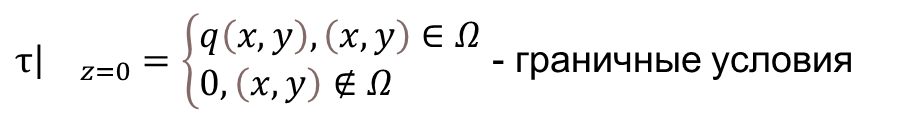 τ| z=0 = {q(x, y), (x, y) ∈ Ω
0, (x, y) ∉ Ω - граничные условия